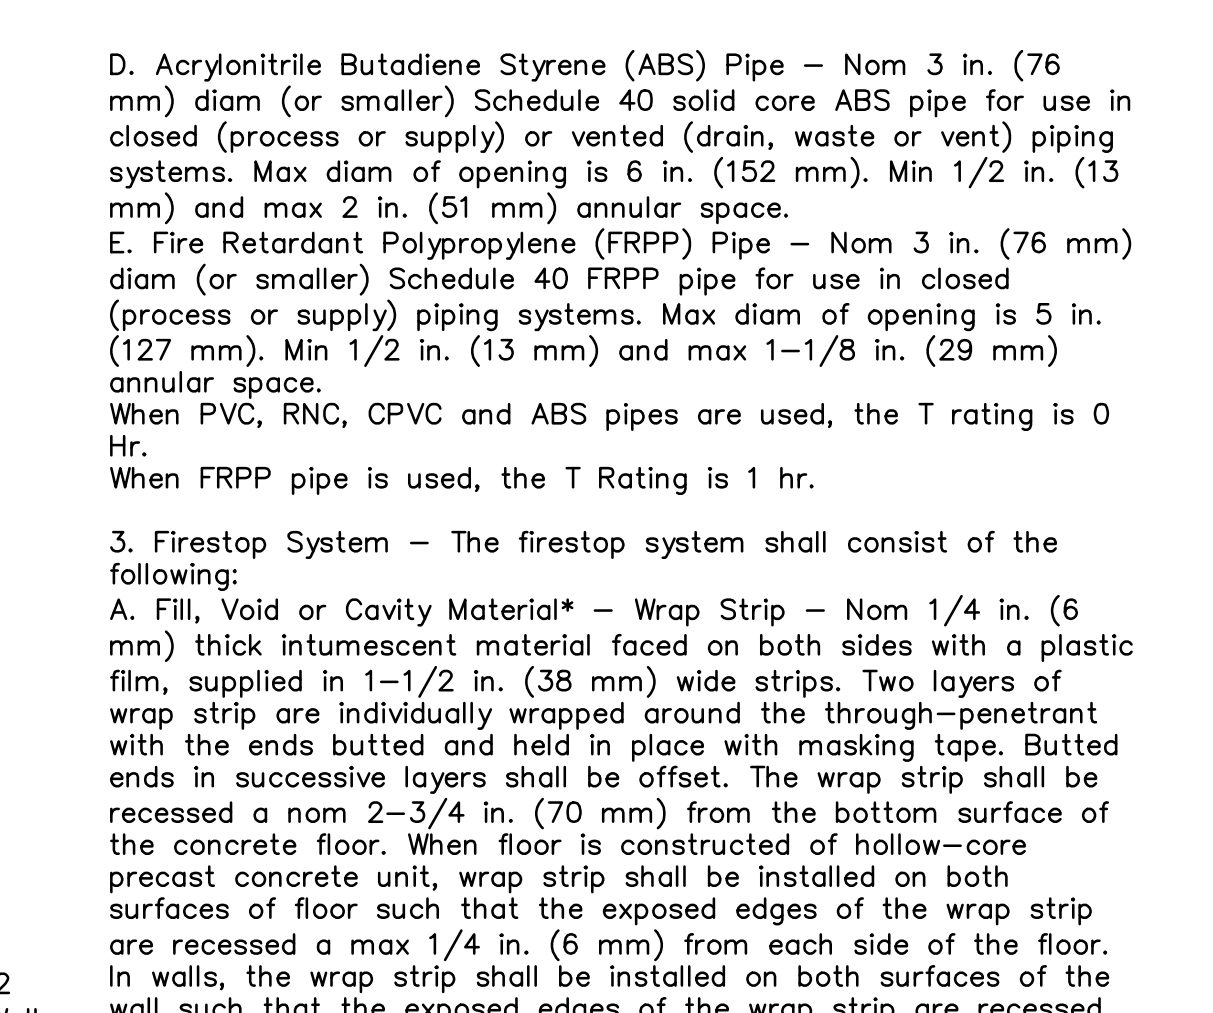 D. Acrylonitrile Butadiene Styrene (ABS) Pipe – Nom 3 in. (76
mm) diam (or smaller) Schedule 40 solid core ABS pipe for use in
closed (process or supply) or vented (drain, waste or vent) piping
systems. Max diam of opening is 6 in. (152 mm). Min 1/2 in. (13
mm) and max 2 in. (51 mm) annular space.
E. Fire Retardant Polypropylene (FRPP) Pipe – Nom 3 in. (76 mm)
diam (or smaller) Schedule 40 FRPP pipe for use in closed
(process or supply) piping systems. Max diam of opening is 5 in.
(127 mm). Min 1/2 in. (13 mm) and max 1–1/8 in. (29 mm)
annular space.
When PVC, RNC, CPVC and ABS pipes are used, the T rating is 0
Hr.
When FRPP pipe is used, the T Rating is 1 hr.
3. Firestop System – The firestop system shall consist of the
following:
A. Fill, Void or Cavity Material* – Wrap Strip – Nom 1/4 in. (6
mm) thick intumescent material faced on both sides with a plastic
film, supplied in 1–1/2 in. (38 mm) wide strips. Two layers of
wrap strip are individually wrapped around the through–penetrant
with the ends butted and held in place with masking tape. Butted
ends in successive layers shall be offset. The wrap strip shall be
recessed a nom 2–3/4 in. (70 mm) from the bottom surface of
the concrete floor. When floor is constructed of hollow–core
precast concrete unit, wrap strip shall be installed on both
surfaces of floor such that the exposed edges of the wrap strip
are recessed a max 1/4 in. (6 mm) from each side of the floor.
In walls, the wrap strip shall be installed on both surfaces of the
wall such that the exposed edges of the wrap strip are recessed
2